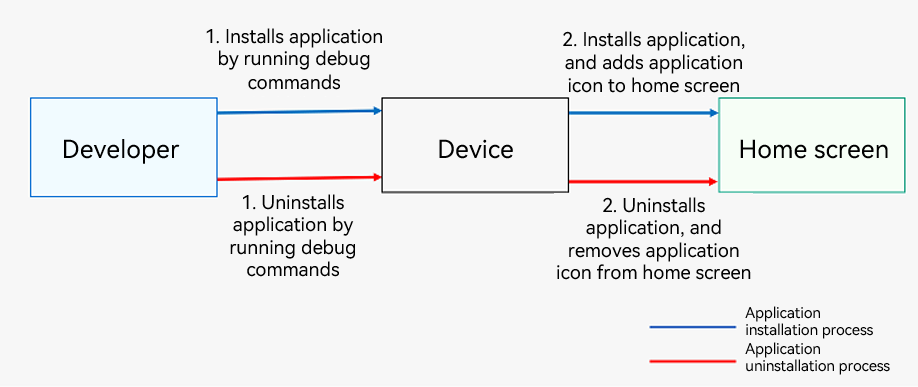 1. Installs application
by running debug
commands
2. Installs application,
and adds application
icon to home screen
Developer
Device
Home screen
1. Uninstalls
application by
running debug
commands
2. Uninstalls
application, and
removes application
icon from home screen
Application
installation process
Application
uninstallation process